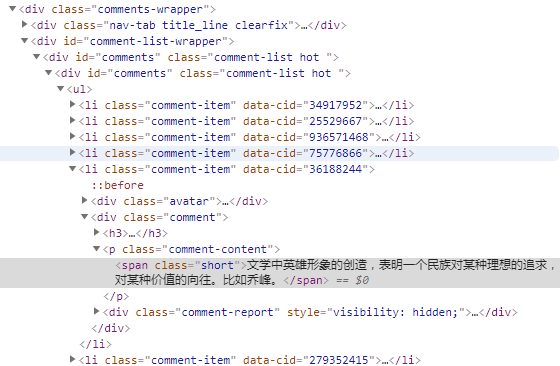 ▼<div class="comments-wrapper">
▶<div class="nav-tab title_line clearfix">…</div>
▼<div id="comment-list-wrapper">
▼<div id="comments" class="comment-list hot ">
▼<div id="comments" class="comment-list hot ">
▼<ul>
▶<li class="comment-item" data-cid="34917952">…</li>
▶<li class="comment-item" data-cid="25529667">…</li>
▶<li class="comment-item" data-cid="936571468">…</li>
▶<li class="comment-item" data-cid="75776866">…</li>
▼<li class="comment-item" data-cid="36188244">
::before
▶<div class="avatar">…</div>
▼<div class="comment">
▶<h3>…</h3>
▼<p class="comment-content">
<span class="short">文学中英雄形象的创造，表明一个民族对某种理想的追求，
对某种价值的向往。比如乔峰。</span> == $0
</p>
▶<div class="comment-report" style="visibility: hidden;">…</div>
</div>
</li>
▶<li class="comment-item" data-cid="279352415">…</li>